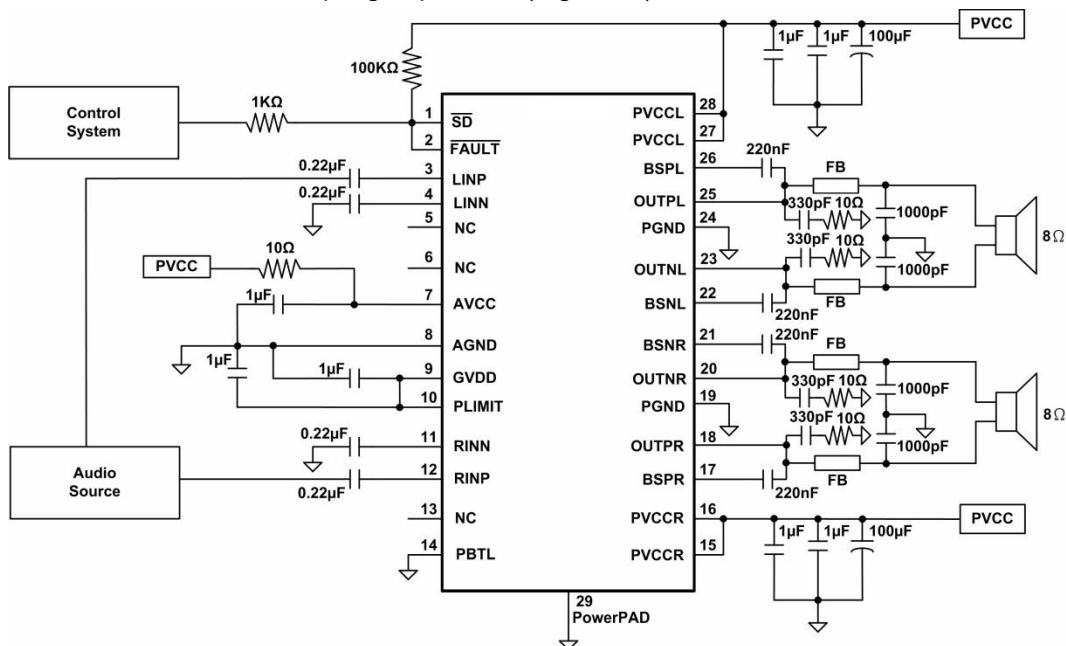 PVCC
1µF
1µF
100µF
100KΩ
Control
System
1KΩ
1
SD
2
FAULT
0.22µF
3
LINP
0.22µF
4
LINN
5
NC
6
NC
PVCC
10Ω
1µF
7
AVCC
8
AGND
1µF
1µF
9
GVDD
10
PLIMIT
0.22µF
11
RINN
12
RINP
0.22µF
Audio
Source
13
NC
14
PBTL
29
PowerPAD
PVCCL
28
PVCCL
27
BSPL
26
220nF
FB
OUTPL
25
330pF
10Ω
1000pF
PGND
24
330pF
10Ω
8Ω
OUTNL
23
1000pF
BSNL
22
FB
220nF
BSNR
21
220nF
FB
OUTNR
20
330pF
10Ω
1000pF
PGND
19
330pF
10Ω
8Ω
OUTPR
18
1000pF
BSPR
17
FB
220nF
PVCCR
16
PVCC
PVCCR
15
1µF
1µF
100µF